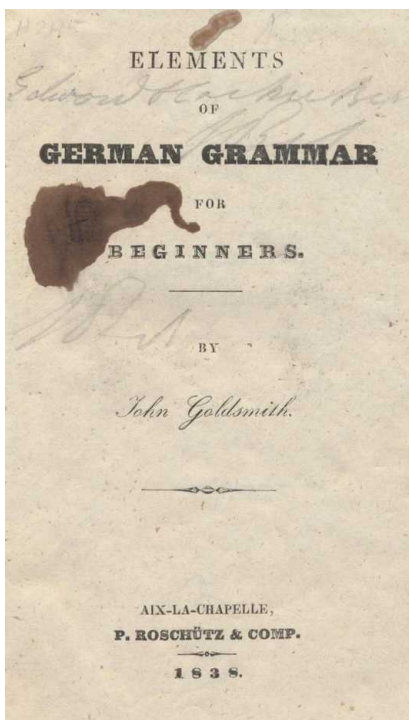 ELEMENTS
OF
GERMAN GRAMMAR
FOR
BEGINNERS.
BY
John Goldsmith.
AIX-LA-CHAPELLE,
P. ROSCHÜTZ & COMP.
1838.